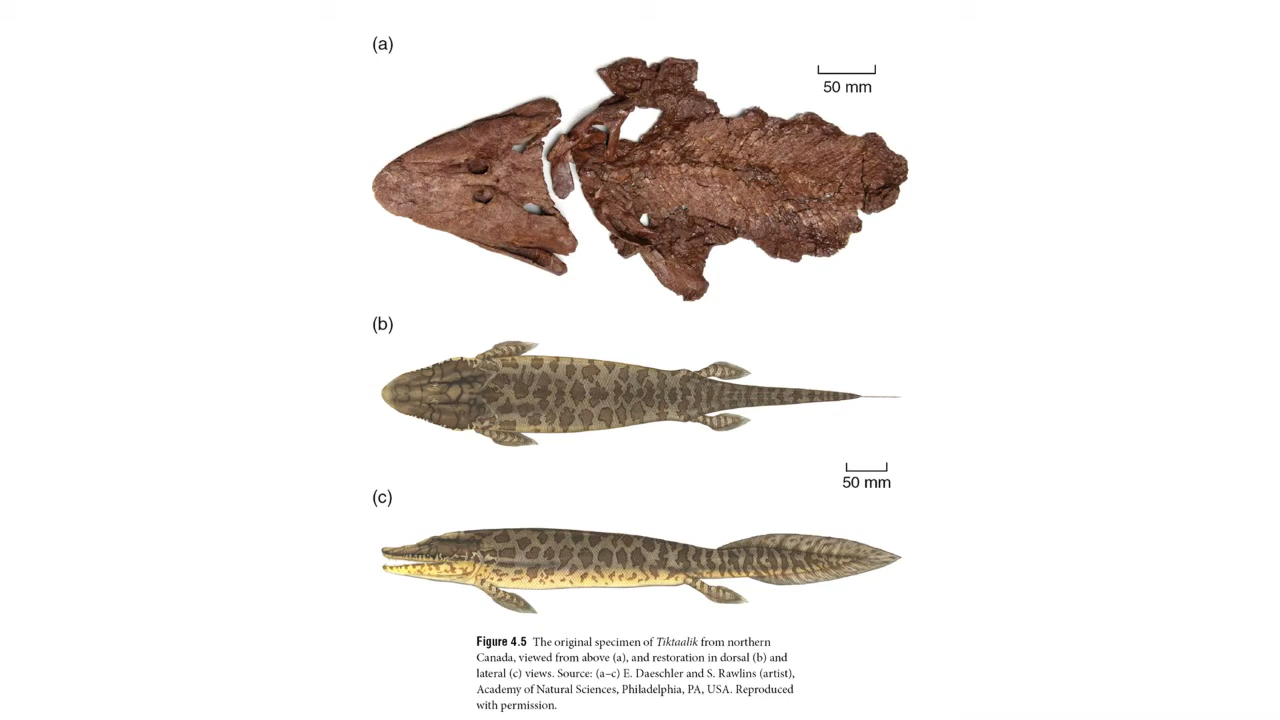 (a)
50 mm
(b)
50 mm
(c)
Figure 4.5 The original specimen of Tiktaalik from northern
Canada, viewed from above (a), and restoration in dorsal (b) and
lateral (c) views. Source: (a–c) E. Daeschler and S. Rawlins (artist),
Academy of Natural Sciences, Philadelphia, PA, USA. Reproduced
with permission.